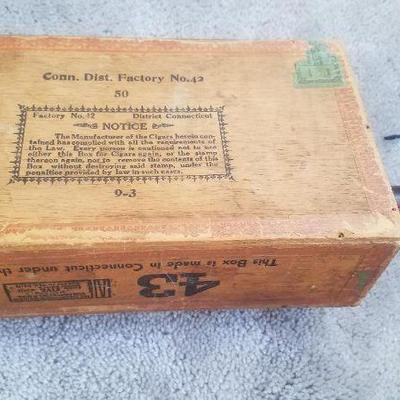 Conn. Dist. Factory No. 42
50
Factory No. 42 District Connecticut
NOTICE
The Manufacturer of the Cigars herein con-
tained has complied with all the requirements of
the Law. Every person is cautioned not to use
either this Box for Cigars again, or the stamp
thereon again, nor to remove the contents of this
Box without destroying said stamp, under the
penalties provided by law in such cases.
9-3
This Box is made in Connecticut under th
43